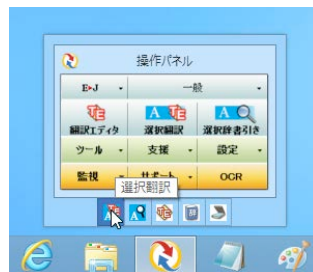 操作パネル
E▸J 一般
翻訳エディタ 選択翻訳 選択辞書引き
ツール 支援 設定
監視 サポート OCR
選択翻訳